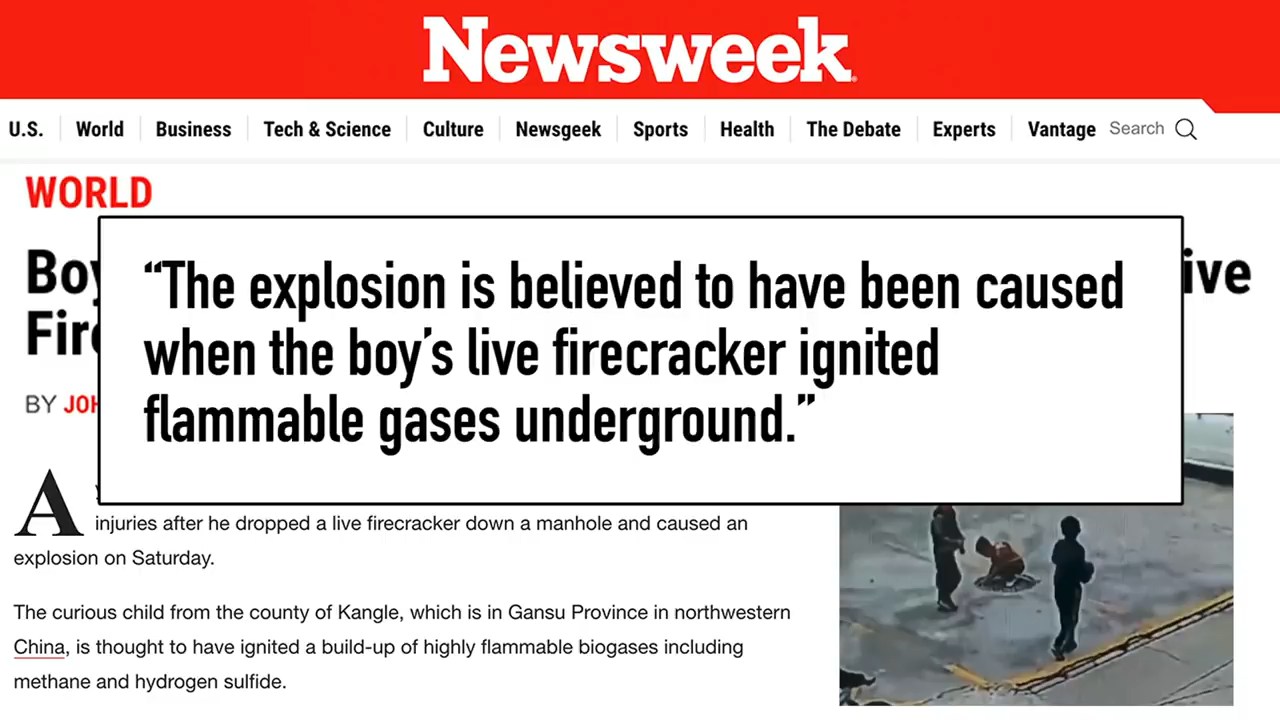 Newsweek
U.S. World Business Tech & Science Culture Newsgeek Sports Health The Debate Experts Vantage Search
WORLD
“The explosion is believed to have been caused
when the boy’s live firecracker ignited
flammable gases underground.”
BY
A
injuries after he dropped a live firecracker down a manhole and caused an
explosion on Saturday.
The curious child from the county of Kangle, which is in Gansu Province in northwestern
China, is thought to have ignited a build-up of highly flammable biogases including
methane and hydrogen sulfide.